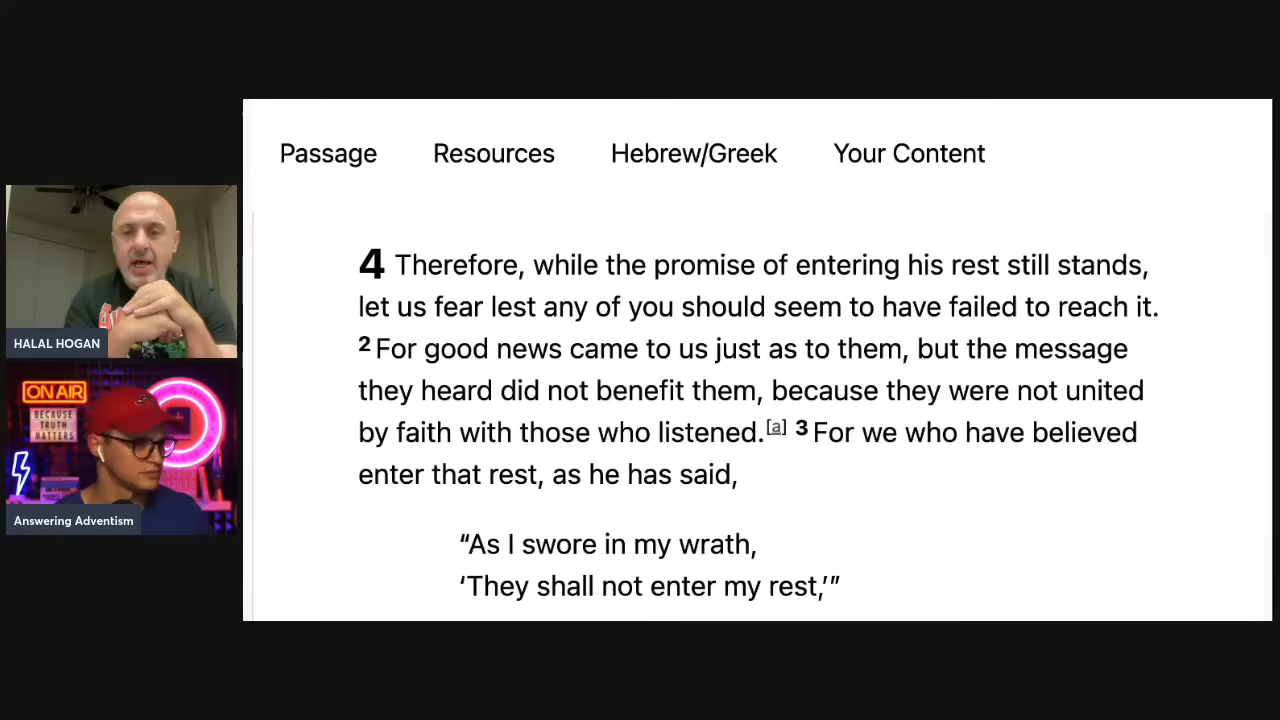 Passage Resources Hebrew/Greek Your Content
4 Therefore, while the promise of entering his rest still stands,
let us fear lest any of you should seem to have failed to reach it.
2 For good news came to us just as to them, but the message
they heard did not benefit them, because they were not united
by faith with those who listened.[a] 3 For we who have believed
enter that rest, as he has said,
“As I swore in my wrath,
‘They shall not enter my rest,’”
HALAL HOGAN
ON AIR
BECAUSE
TRUTH
MATTERS
Answering Adventism